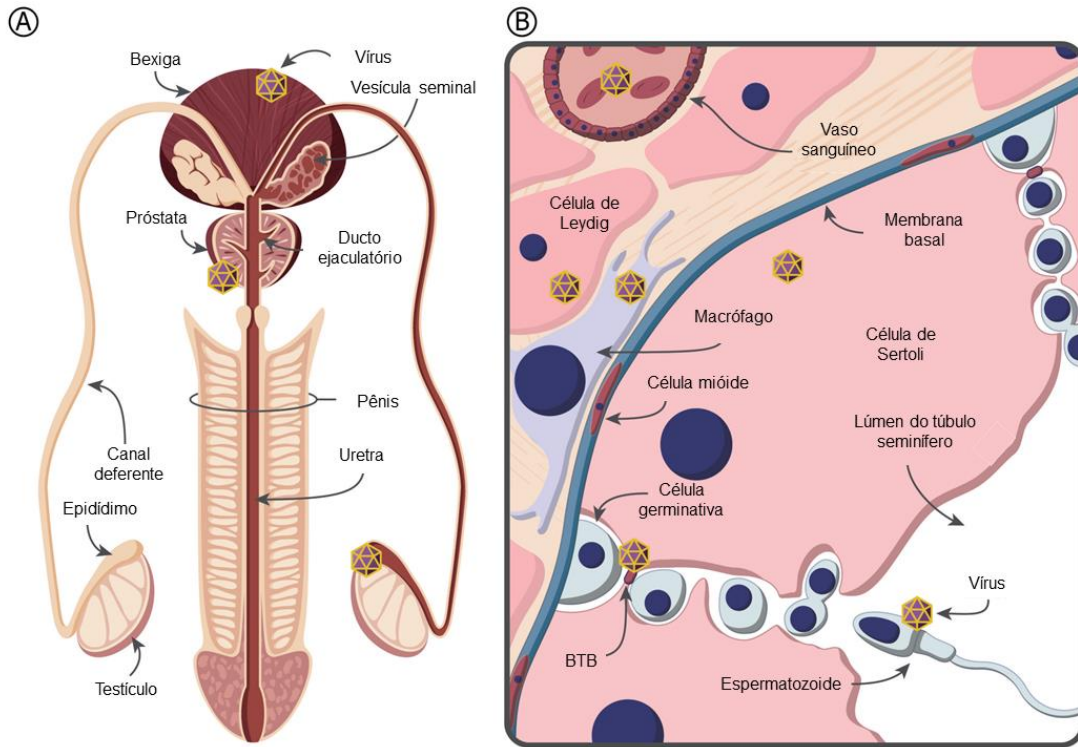 A
Bexiga
Vírus
Vesícula seminal
Próstata
Ducto
ejaculatório
Pênis
Canal
deferente
Uretra
Epidídimo
Testículo
B
Vaso
sanguíneo
Célula de
Leydig
Membrana
basal
Macrófago
Célula de
Sertoli
Célula mióide
Lúmen do túbulo
seminífero
Célula
germinativa
Vírus
BTB
Espermatozoide